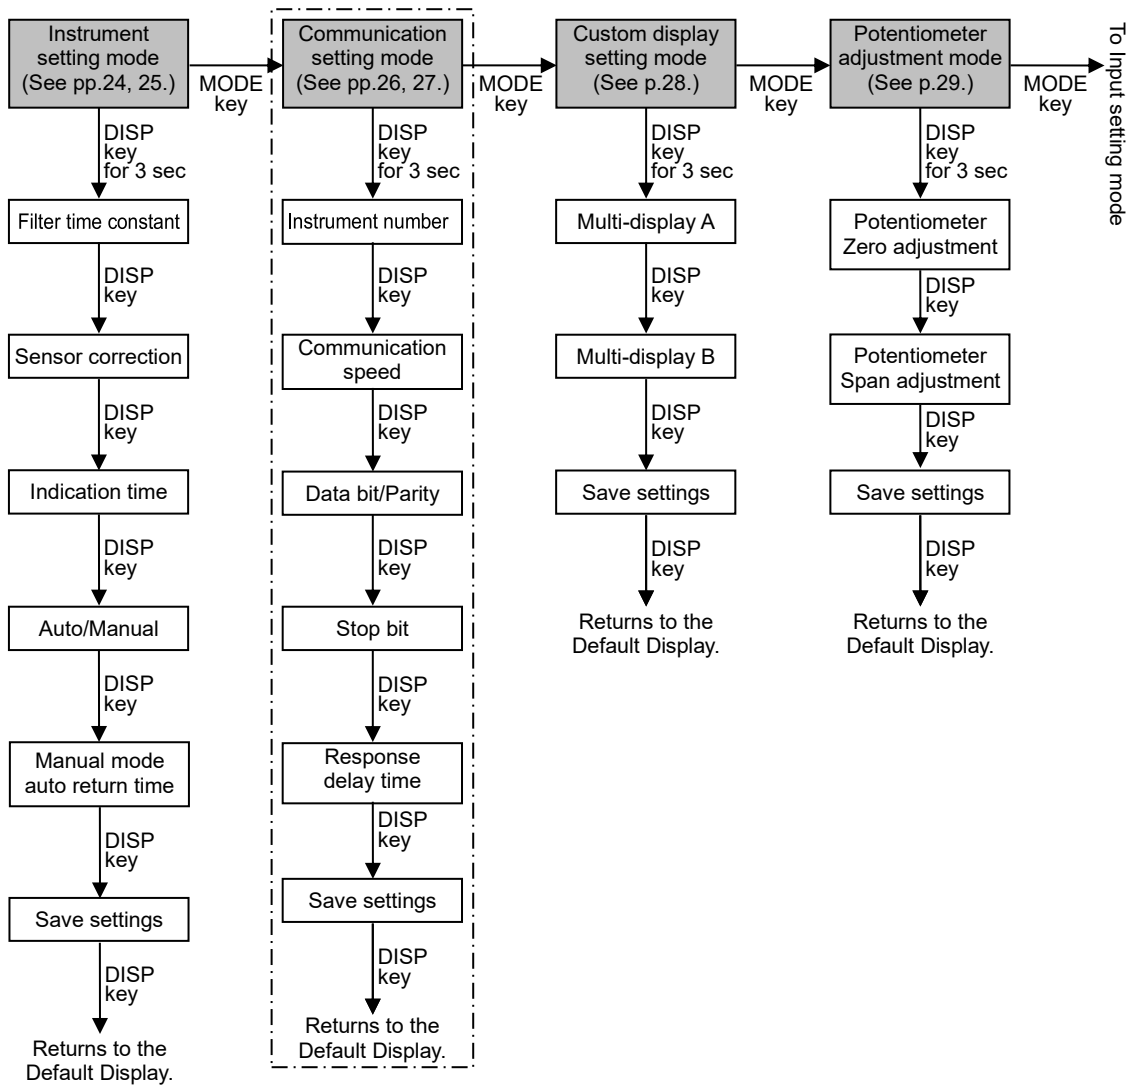 Instrument
setting mode
(See pp.24, 25.)
MODE
key
DISP
key
for 3 sec
Filter time constant
DISP
key
Sensor correction
DISP
key
Indication time
DISP
key
Auto/Manual
DISP
key
Manual mode
auto return time
DISP
key
Save settings
DISP
key
Returns to the
Default Display.
Communication
setting mode
(See pp.26, 27.)
MODE
key
DISP
key
for 3 sec
Instrument number
DISP
key
Communication
speed
DISP
key
Data bit/Parity
DISP
key
Stop bit
DISP
key
Response
delay time
DISP
key
Save settings
DISP
key
Returns to the
Default Display.
Custom display
setting mode
(See p.28.)
MODE
key
DISP
key
for 3 sec
Multi-display A
DISP
key
Multi-display B
DISP
key
Save settings
DISP
key
Returns to the
Default Display.
Potentiometer
adjustment mode
(See p.29.)
MODE
key
DISP
key
for 3 sec
Potentiometer
Zero adjustment
DISP
key
Potentiometer
Span adjustment
DISP
key
Save settings
DISP
key
Returns to the
Default Display.
To Input setting mode